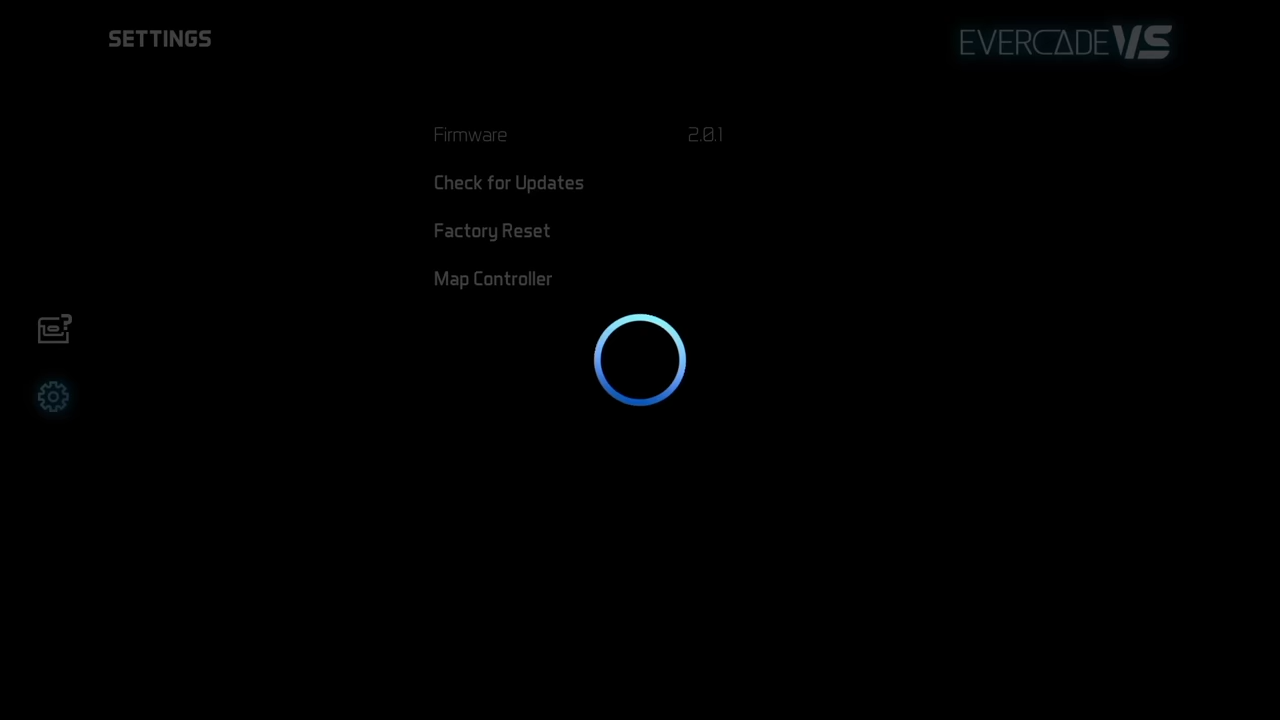 SETTINGS
EVERCADE VS
Firmware 2.0.1
Check for Updates
Factory Reset
Map Controller
?